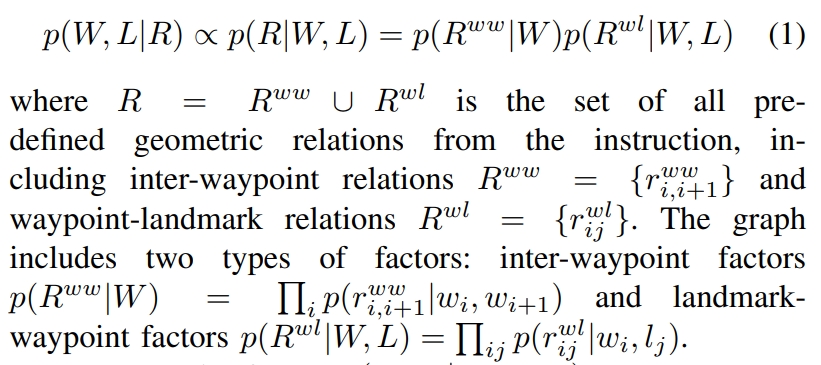 p(W, L|R) ∝ p(R|W, L) = p(R^{ww}|W)p(R^{wl}|W, L) (1)
where R = R^{ww} ∪ R^{wl} is the set of all pre-
defined geometric relations from the instruction, in-
cluding inter-waypoint relations R^{ww} = {r^{ww}_{i,i+1}} and
waypoint-landmark relations R^{wl} = {r^{wl}_{ij}}. The graph
includes two types of factors: inter-waypoint factors
p(R^{ww}|W) = ∏_i p(r^{ww}_{i,i+1}|w_i, w_{i+1}) and landmark-
waypoint factors p(R^{wl}|W, L) = ∏_{ij} p(r^{wl}_{ij}|w_i, l_j).